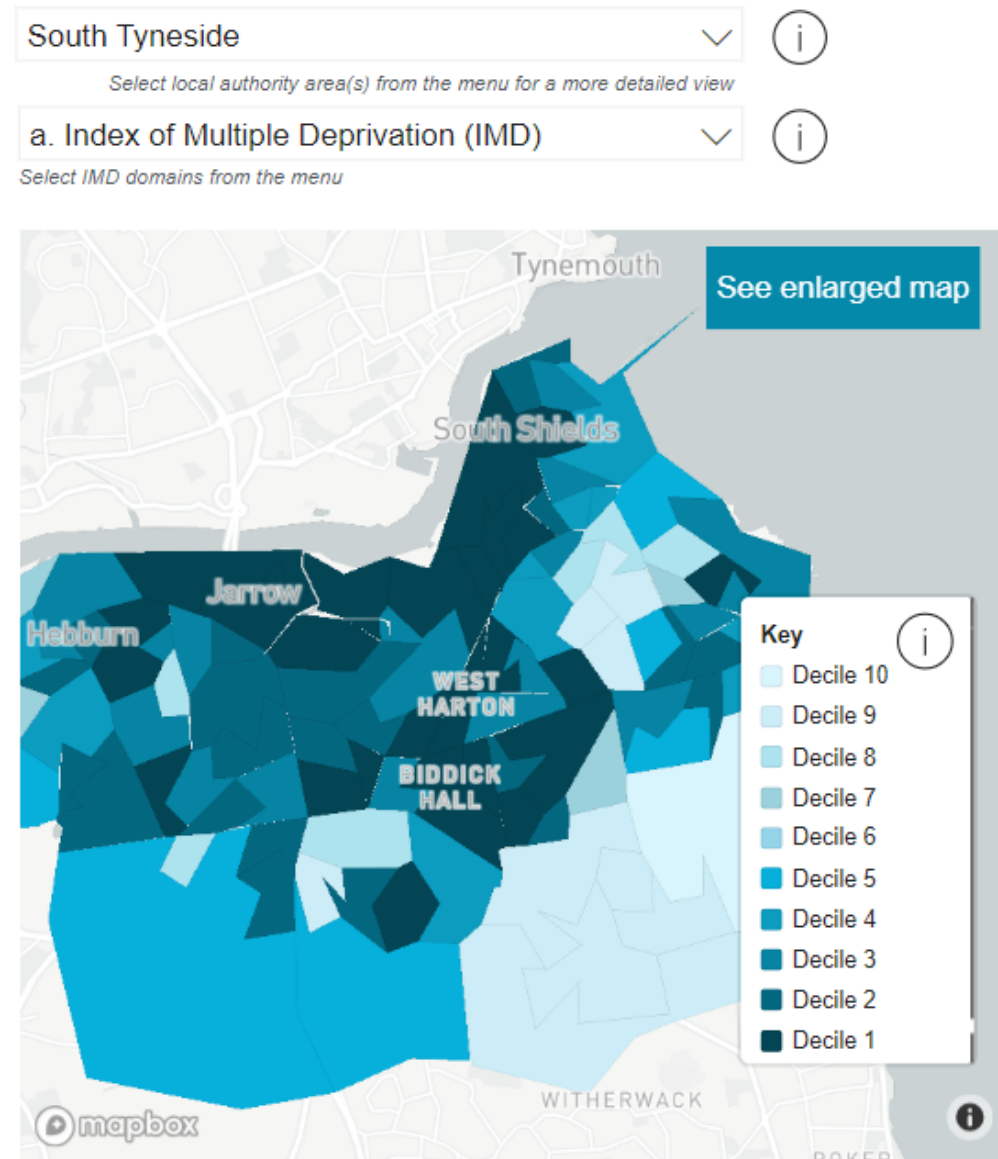 South Tyneside
i
Select local authority area(s) from the menu for a more detailed view
a. Index of Multiple Deprivation (IMD)
i
Select IMD domains from the menu
Tynemouth
See enlarged map
South Shields
Jarrow
Hebburn
WEST
HARTON
BIDDICK
HALL
Key
i
Decile 10
Decile 9
Decile 8
Decile 7
Decile 6
Decile 5
Decile 4
Decile 3
Decile 2
Decile 1
WITHERWACK
mapbox
i